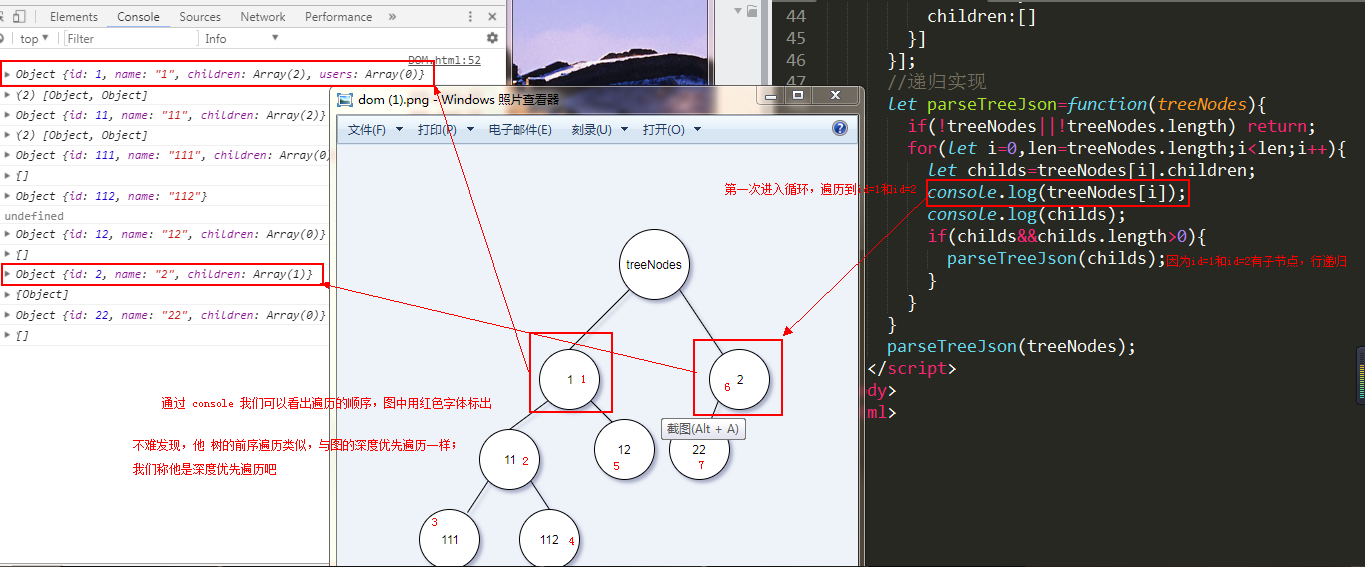 Elements Console Sources Network Performance »
top ▼ Filter Info ▼
DOM.html:52
▶ Object {id: 1, name: "1", children: Array(2), users: Array(0)}
▶ (2) [Object, Object]
▶ Object {id: 11, name: "11", children: Array(2)}
▶ (2) [Object, Object]
▶ Object {id: 111, name: "111", children: Array(0
▶ []
▶ Object {id: 112, name: "112"}
undefined
▶ Object {id: 12, name: "12", children: Array(0)}
▶ []
▶ Object {id: 2, name: "2", children: Array(1)}
▶ [Object]
▶ Object {id: 22, name: "22", children: Array(0)}
▶ []
通过 console 我们可以看出遍历的顺序，图中用红色字体标出
不难发现，他 树的前序遍历类似，与图的深度优先遍历一样；
我们称他是深度优先遍历吧
dom (1).png - Windows 照片查看器
文件(F) 打印(P) 电子邮件(E) 刻录(U) 打开(O)
第一次进入循环，遍历到id=1和id=2
treeNodes
1 1
6 2
截图(Alt + A)
11 2
12
5
22
7
3
111
112 4
44 children:[]
45 }]
46 }];
47 //递归实现
let parseTreeJson=function(treeNodes){
if(!treeNodes||!treeNodes.length) return;
for(let i=0,len=treeNodes.length;i<len;i++){
let childs=treeNodes[i].children;
console.log(treeNodes[i]);
console.log(childs);
if(childs&&childs.length>0){
parseTreeJson(childs);因为id=1和id=2有子节点，行递归
}
}
}
parseTreeJson(treeNodes);
</script>
dy>
ml>